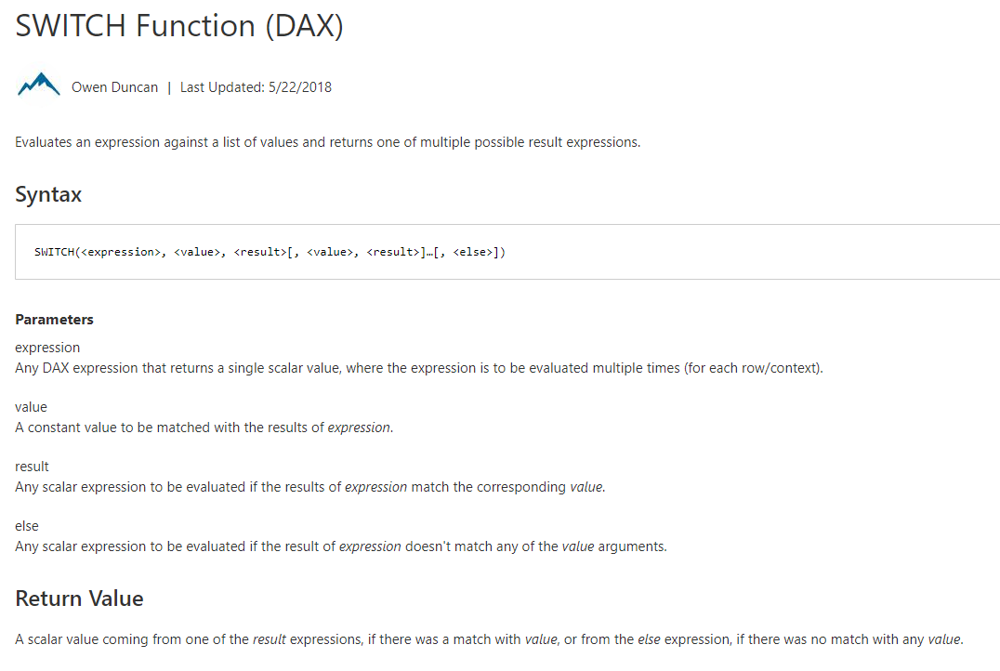 SWITCH Function (DAX)
Owen Duncan | Last Updated: 5/22/2018
Evaluates an expression against a list of values and returns one of multiple possible result expressions.
Syntax
SWITCH(<expression>, <value>, <result>[, <value>, <result>]…[, <else>])
Parameters
expression
Any DAX expression that returns a single scalar value, where the expression is to be evaluated multiple times (for each row/context).
value
A constant value to be matched with the results of expression.
result
Any scalar expression to be evaluated if the results of expression match the corresponding value.
else
Any scalar expression to be evaluated if the result of expression doesn't match any of the value arguments.
Return Value
A scalar value coming from one of the result expressions, if there was a match with value, or from the else expression, if there was no match with any value.